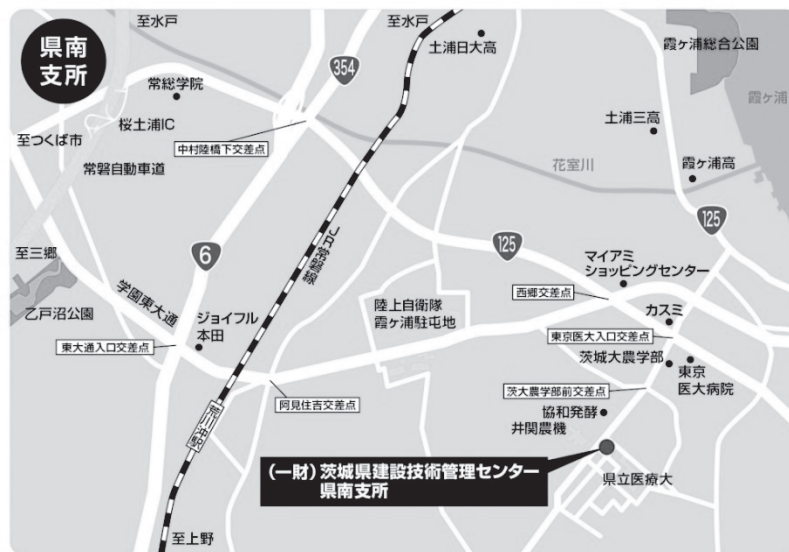 県南
支所
至水戸
至水戸
土浦日大高
霞ヶ浦総合公園
霞ヶ浦
354
常総学院
桜土浦IC
至つくば市
中村陸橋下交差点
常磐自動車道
土浦三高
花室川
霞ヶ浦高
至三郷
6
JR常磐線
125
125
マイアミ
ショッピングセンター
乙戸沼公園
学園東大通
ジョイフル
本田
陸上自衛隊
霞ヶ浦駐屯地
西郷交差点
カスミ
東大通入口交差点
東京医大入口交差点
茨城大農学部
東京
医大病院
阿見住吉交差点
茨大農学部前交差点
荒川沖駅
協和発酵
井関農機
(一財)茨城県建設技術管理センター
県南支所
県立医療大
至上野